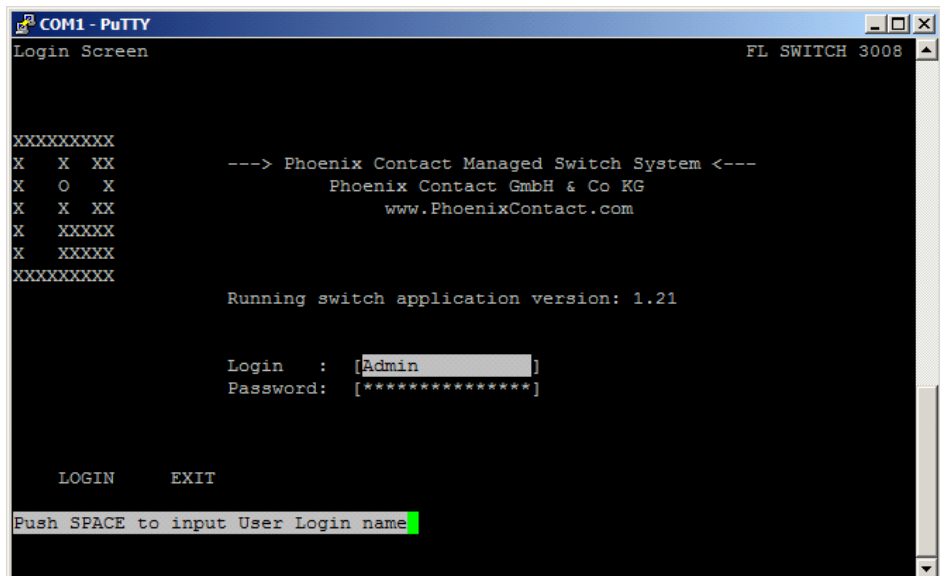 COM1 - PuTTY
Login Screen FL SWITCH 3008
XXXXXXXXX
X X XX ---> Phoenix Contact Managed Switch System <---
X O X Phoenix Contact GmbH & Co KG
X X XX www.PhoenixContact.com
X XXXXX
X XXXXX
XXXXXXXXX
Running switch application version: 1.21
Login : [Admin ]
Password: [***************]
LOGIN EXIT
Push SPACE to input User Login name